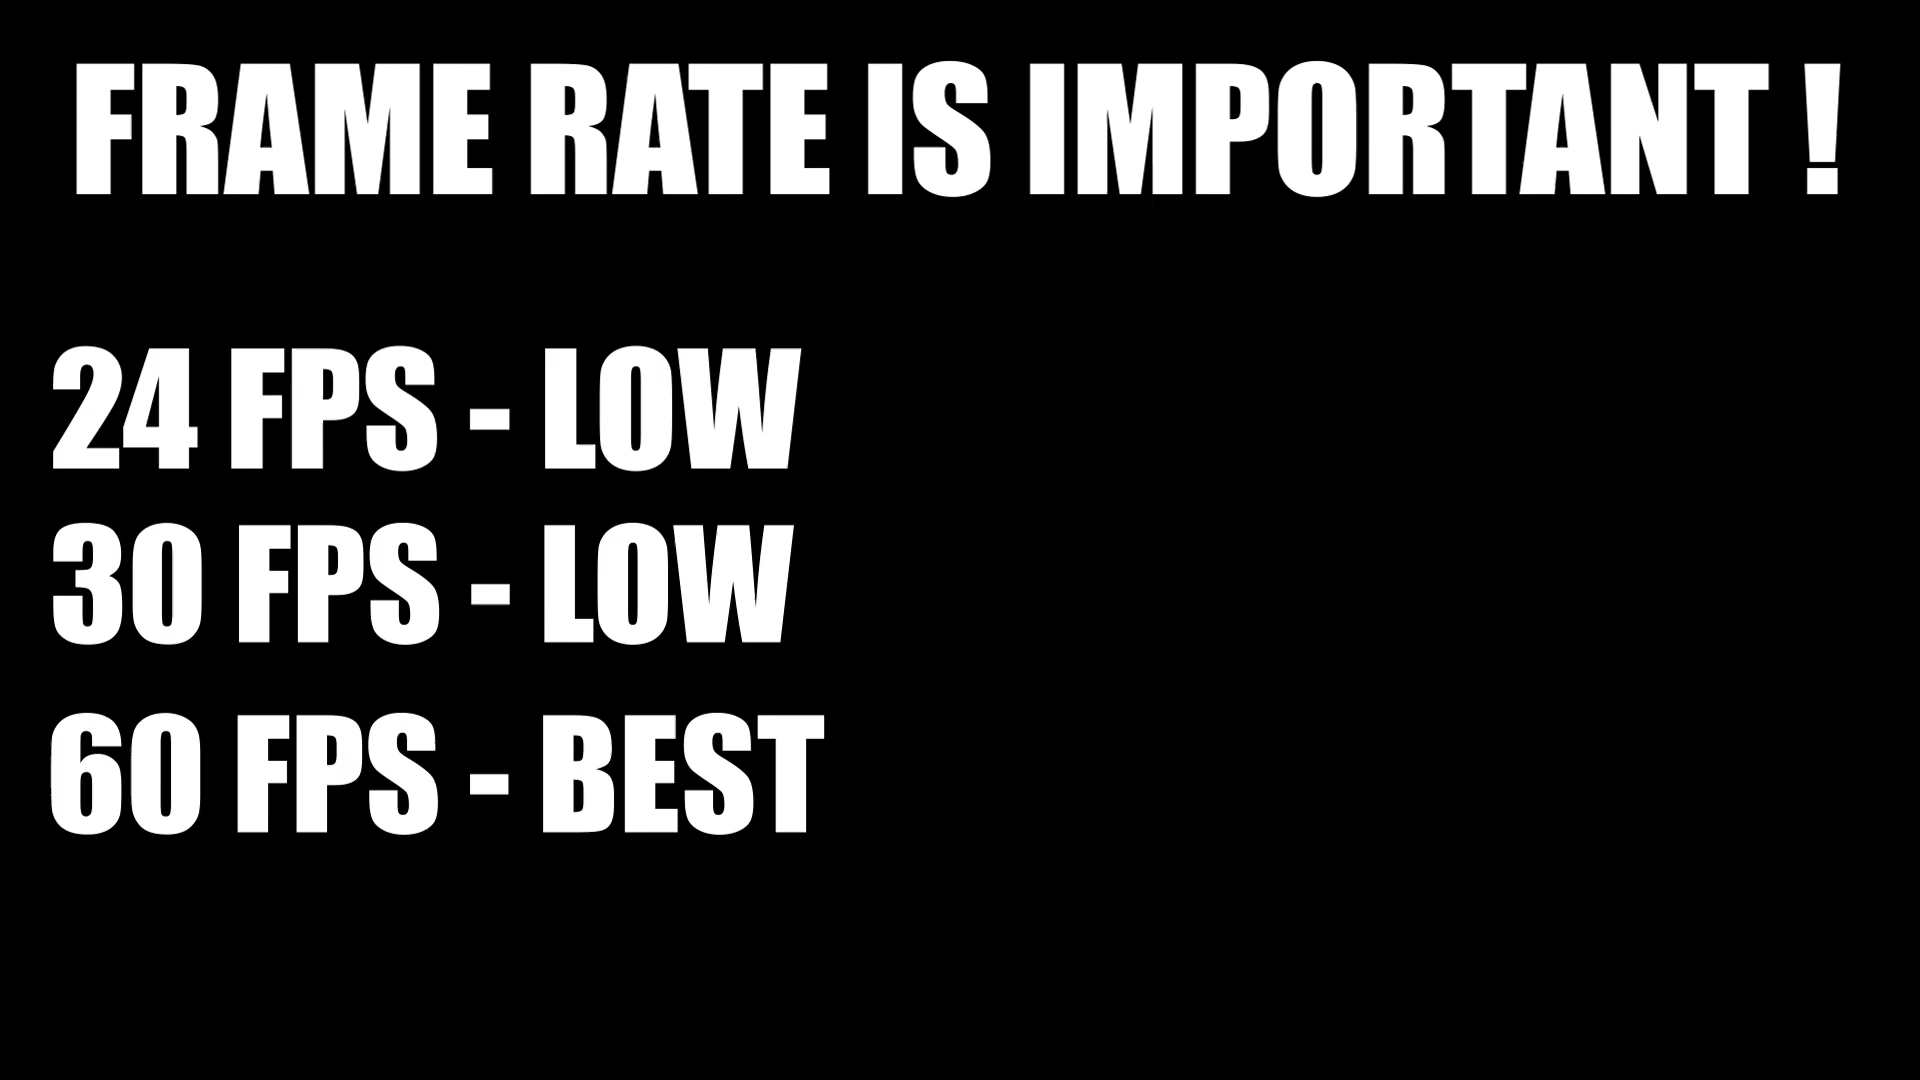 FRAME RATE IS IMPORTANT !
24 FPS - LOW
30 FPS - LOW
60 FPS - BEST